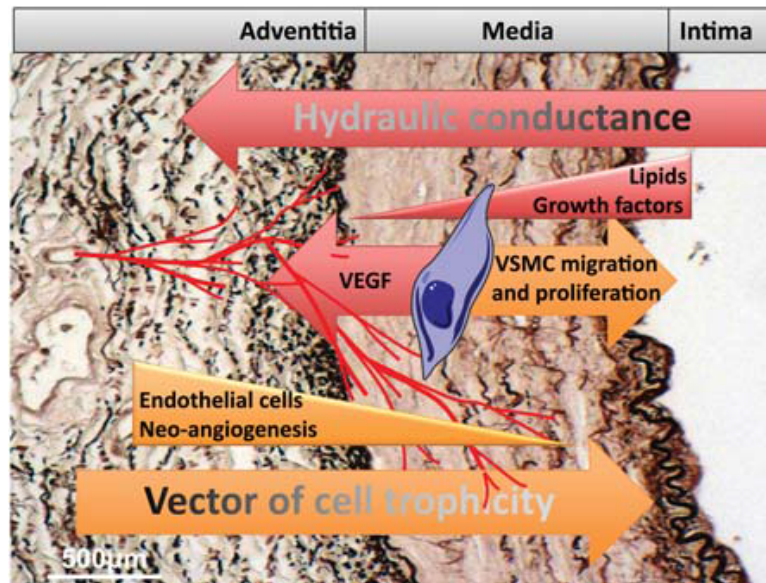 Adventitia
Media
Intima
Hydraulic conductance
Lipids
Growth factors
VEGF
VSMC migration
and proliferation
Endothelial cells
Neo-angiogenesis
Vector of cell trophicity
500μm